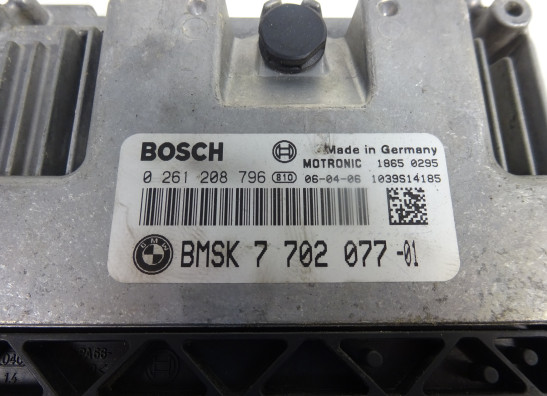 BOSCH Made in Germany
MOTRONIC 1865 0295
0 261 208 796 810 06-04-06 1039S14185
BMW BMSK 7 702 077 -01